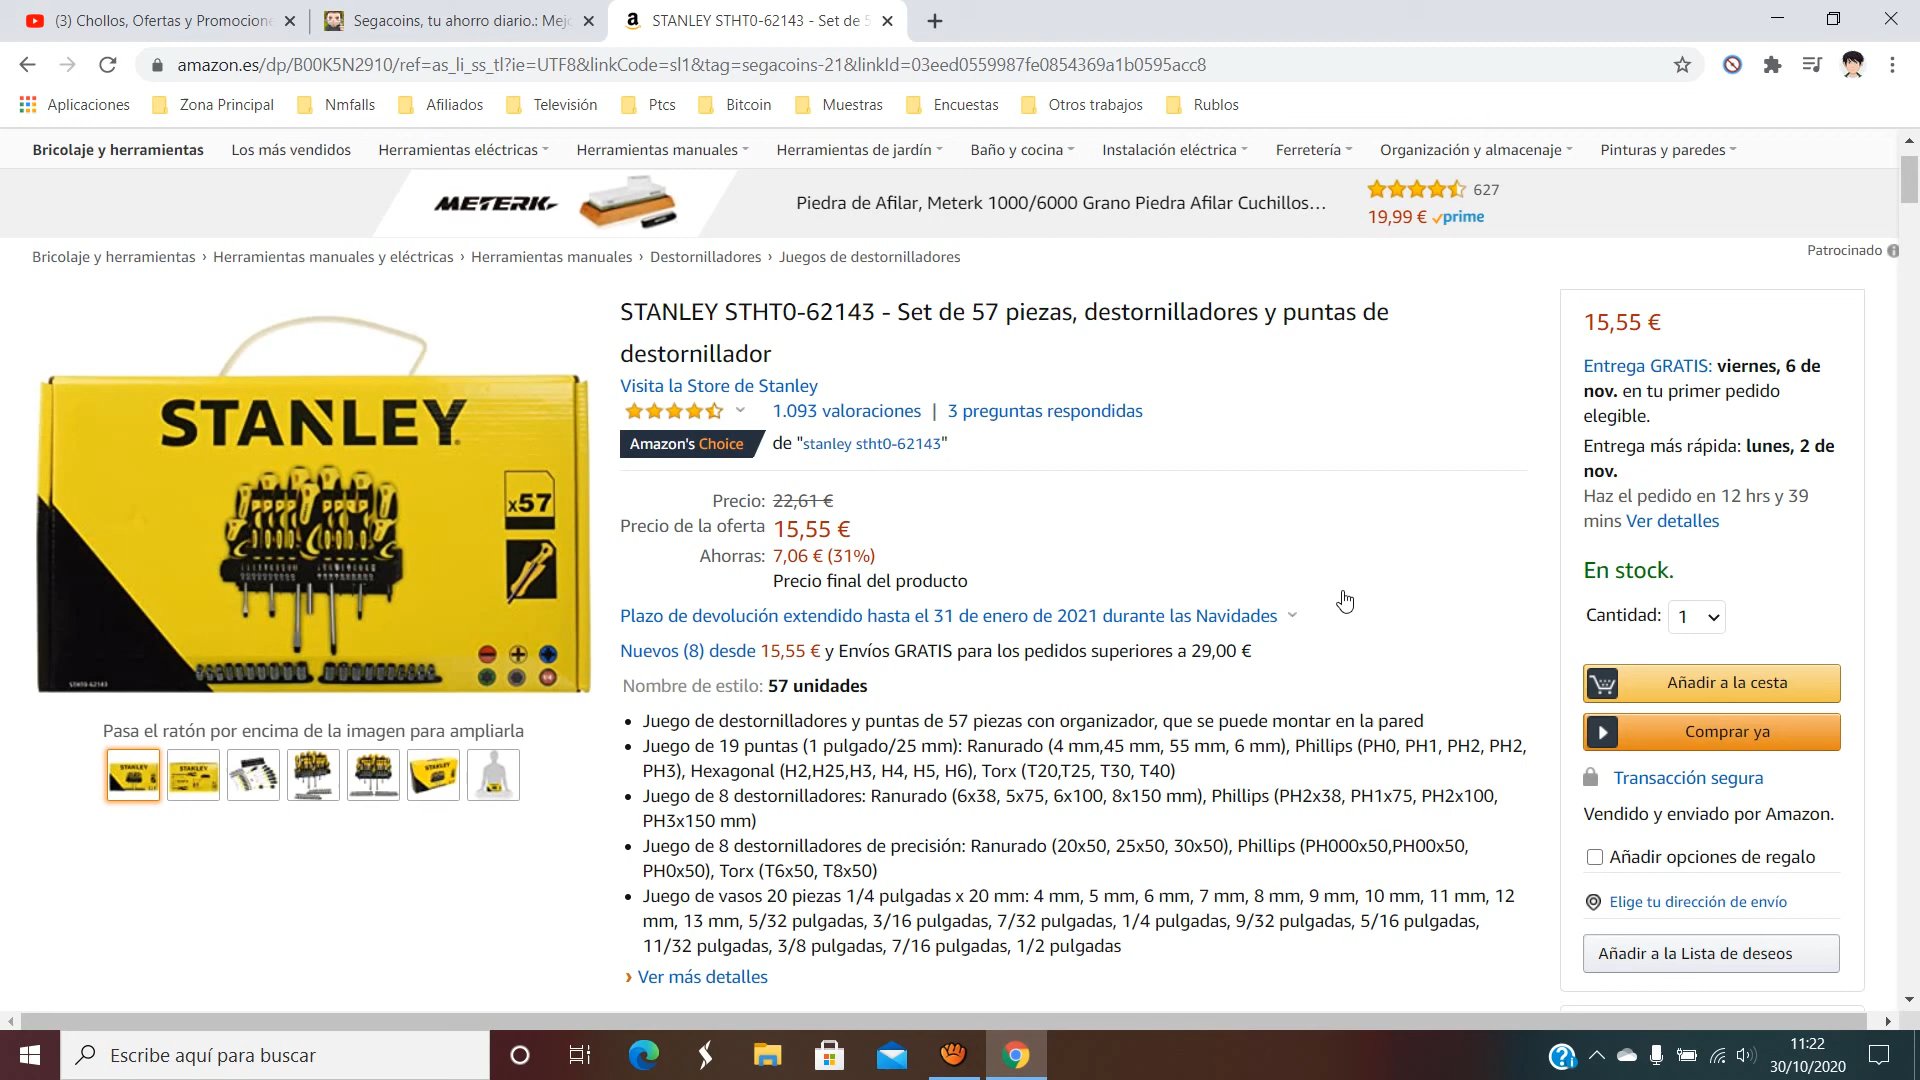 (3) Chollos, Ofertas y Promocione
Segacoins, tu ahorro diario.: Mejo
STANLEY STHT0-62143 - Set de 5
amazon.es/dp/B00K5N2910/ref=as_li_ss_tl?ie=UTF8&linkCode=sl1&tag=segacoins-21&linkId=03eed0559987fe0854369a1b0595acc8
Aplicaciones Zona Principal Nmfalls Afiliados Televisión Ptcs Bitcoin Muestras Encuestas Otros trabajos Rublos
Bricolaje y herramientas Los más vendidos Herramientas eléctricas Herramientas manuales Herramientas de jardín Baño y cocina Instalación eléctrica Ferretería Organización y almacenaje Pinturas y paredes
METERK Piedra de Afilar, Meterk 1000/6000 Grano Piedra Afilar Cuchillos… 627
19,99 € prime
Patrocinado
Bricolaje y herramientas › Herramientas manuales y eléctricas › Herramientas manuales › Destornilladores › Juegos de destornilladores
STANLEY
x57
STHT0-62143
Pasa el ratón por encima de la imagen para ampliarla
STANLEY STHT0-62143 - Set de 57 piezas, destornilladores y puntas de
destornillador
Visita la Store de Stanley
1.093 valoraciones | 3 preguntas respondidas
Amazon's Choice de "stanley stht0-62143"
Precio: 22,61 €
Precio de la oferta 15,55 €
Ahorras: 7,06 € (31%)
Precio final del producto
Plazo de devolución extendido hasta el 31 de enero de 2021 durante las Navidades
Nuevos (8) desde 15,55 € y Envíos GRATIS para los pedidos superiores a 29,00 €
Nombre de estilo: 57 unidades
• Juego de destornilladores y puntas de 57 piezas con organizador, que se puede montar en la pared
• Juego de 19 puntas (1 pulgado/25 mm): Ranurado (4 mm,45 mm, 55 mm, 6 mm), Phillips (PH0, PH1, PH2, PH2,
PH3), Hexagonal (H2,H25,H3, H4, H5, H6), Torx (T20,T25, T30, T40)
• Juego de 8 destornilladores: Ranurado (6x38, 5x75, 6x100, 8x150 mm), Phillips (PH2x38, PH1x75, PH2x100,
PH3x150 mm)
• Juego de 8 destornilladores de precisión: Ranurado (20x50, 25x50, 30x50), Phillips (PH000x50,PH00x50,
PH0x50), Torx (T6x50, T8x50)
• Juego de vasos 20 piezas 1/4 pulgadas x 20 mm: 4 mm, 5 mm, 6 mm, 7 mm, 8 mm, 9 mm, 10 mm, 11 mm, 12
mm, 13 mm, 5/32 pulgadas, 3/16 pulgadas, 7/32 pulgadas, 1/4 pulgadas, 9/32 pulgadas, 5/16 pulgadas,
11/32 pulgadas, 3/8 pulgadas, 7/16 pulgadas, 1/2 pulgadas
› Ver más detalles
15,55 €
Entrega GRATIS: viernes, 6 de
nov. en tu primer pedido
elegible.
Entrega más rápida: lunes, 2 de
nov.
Haz el pedido en 12 hrs y 39
mins Ver detalles
En stock.
Cantidad: 1
Añadir a la cesta
Comprar ya
Transacción segura
Vendido y enviado por Amazon.
Añadir opciones de regalo
Elige tu dirección de envío
Añadir a la Lista de deseos
Escribe aquí para buscar
11:22
30/10/2020